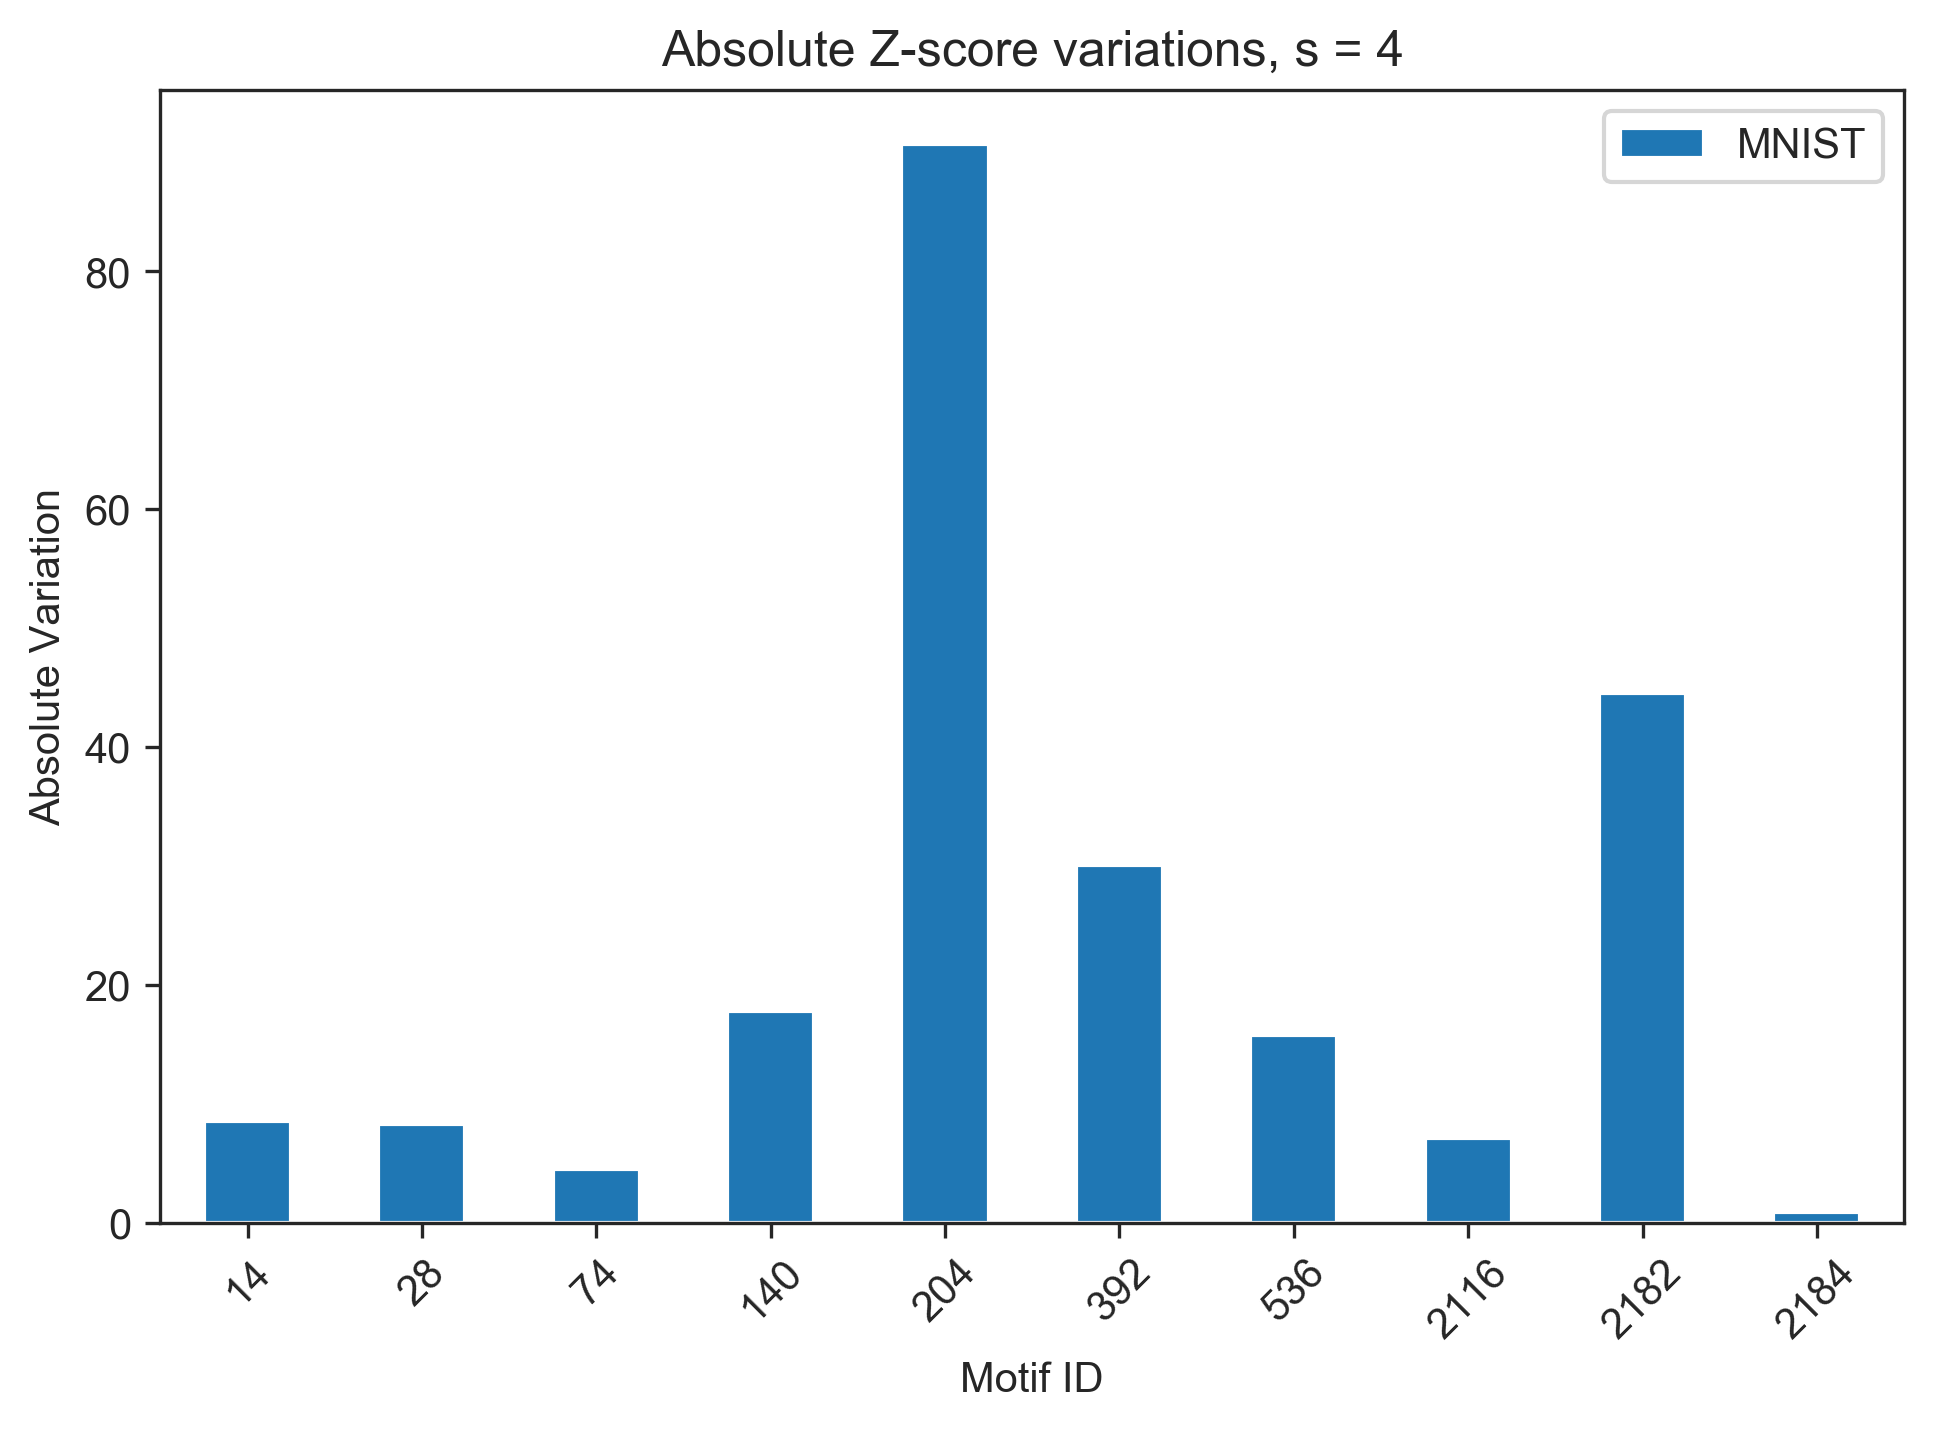 Absolute Z-score variations, s = 4
MNIST
Absolute Variation
80
60
40
20
0
14 28 74 140 204 392 536 2116 2182 2184
Motif ID